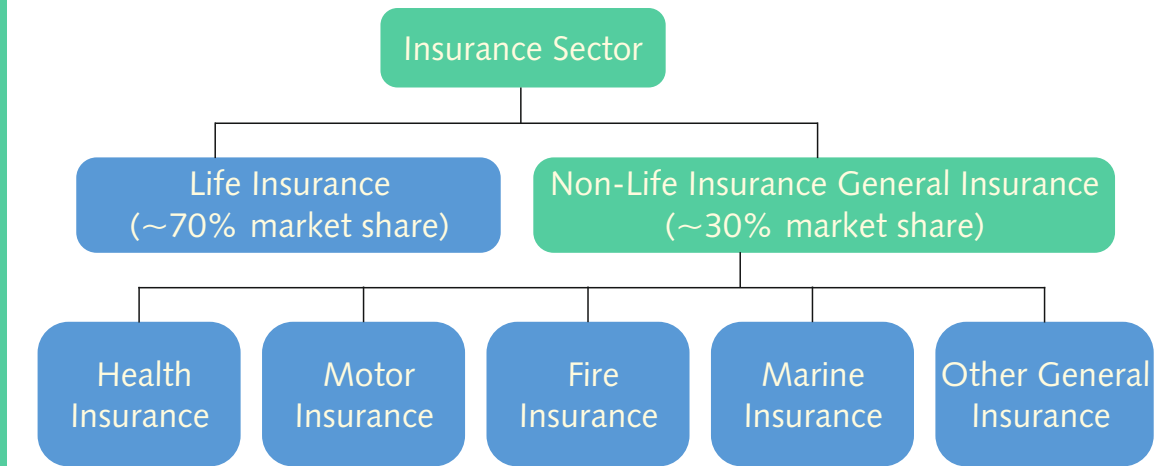 Insurance Sector
Life Insurance
(~70% market share)
Non-Life Insurance General Insurance
(~30% market share)
Health
Insurance
Motor
Insurance
Fire
Insurance
Marine
Insurance
Other General
Insurance